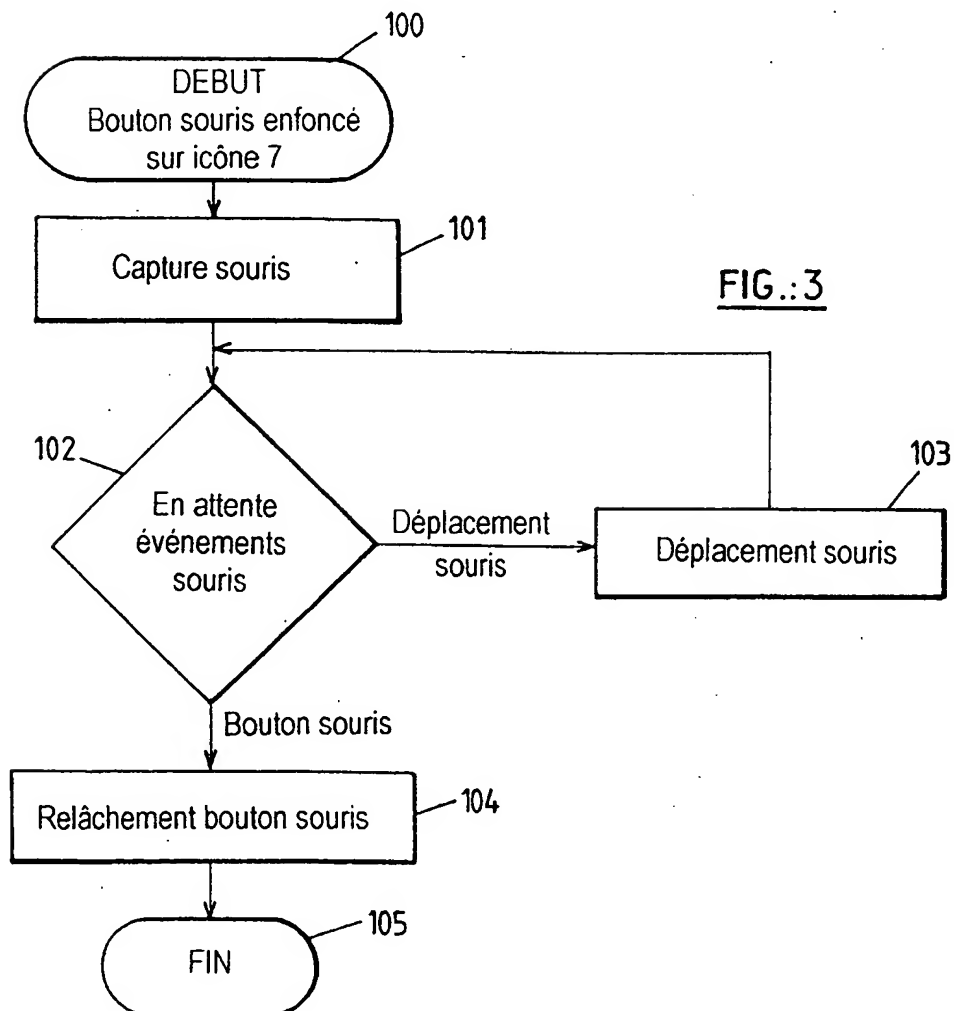 100
DEBUT
Bouton souris enfoncé
sur icône 7
101
Capture souris
FIG.:3
102
En attente
événements
souris
Déplacement
souris
103
Déplacement souris
Bouton souris
Relâchement bouton souris
104
FIN
105